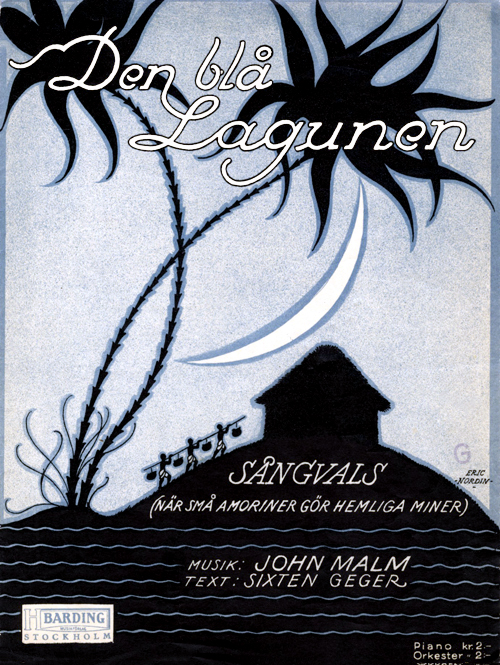 Den blå
Lagunen
SÅNGVALS
(NÄR SMÅ AMORINER GÖR HEMLIGA MINER)
G
ERIC
-NORDIN-
MUSIK: JOHN MALM
TEXT: SIXTEN GEGER
H BARDING
STOCKHOLM
Piano kr. 2:-
Orkester " 2:-